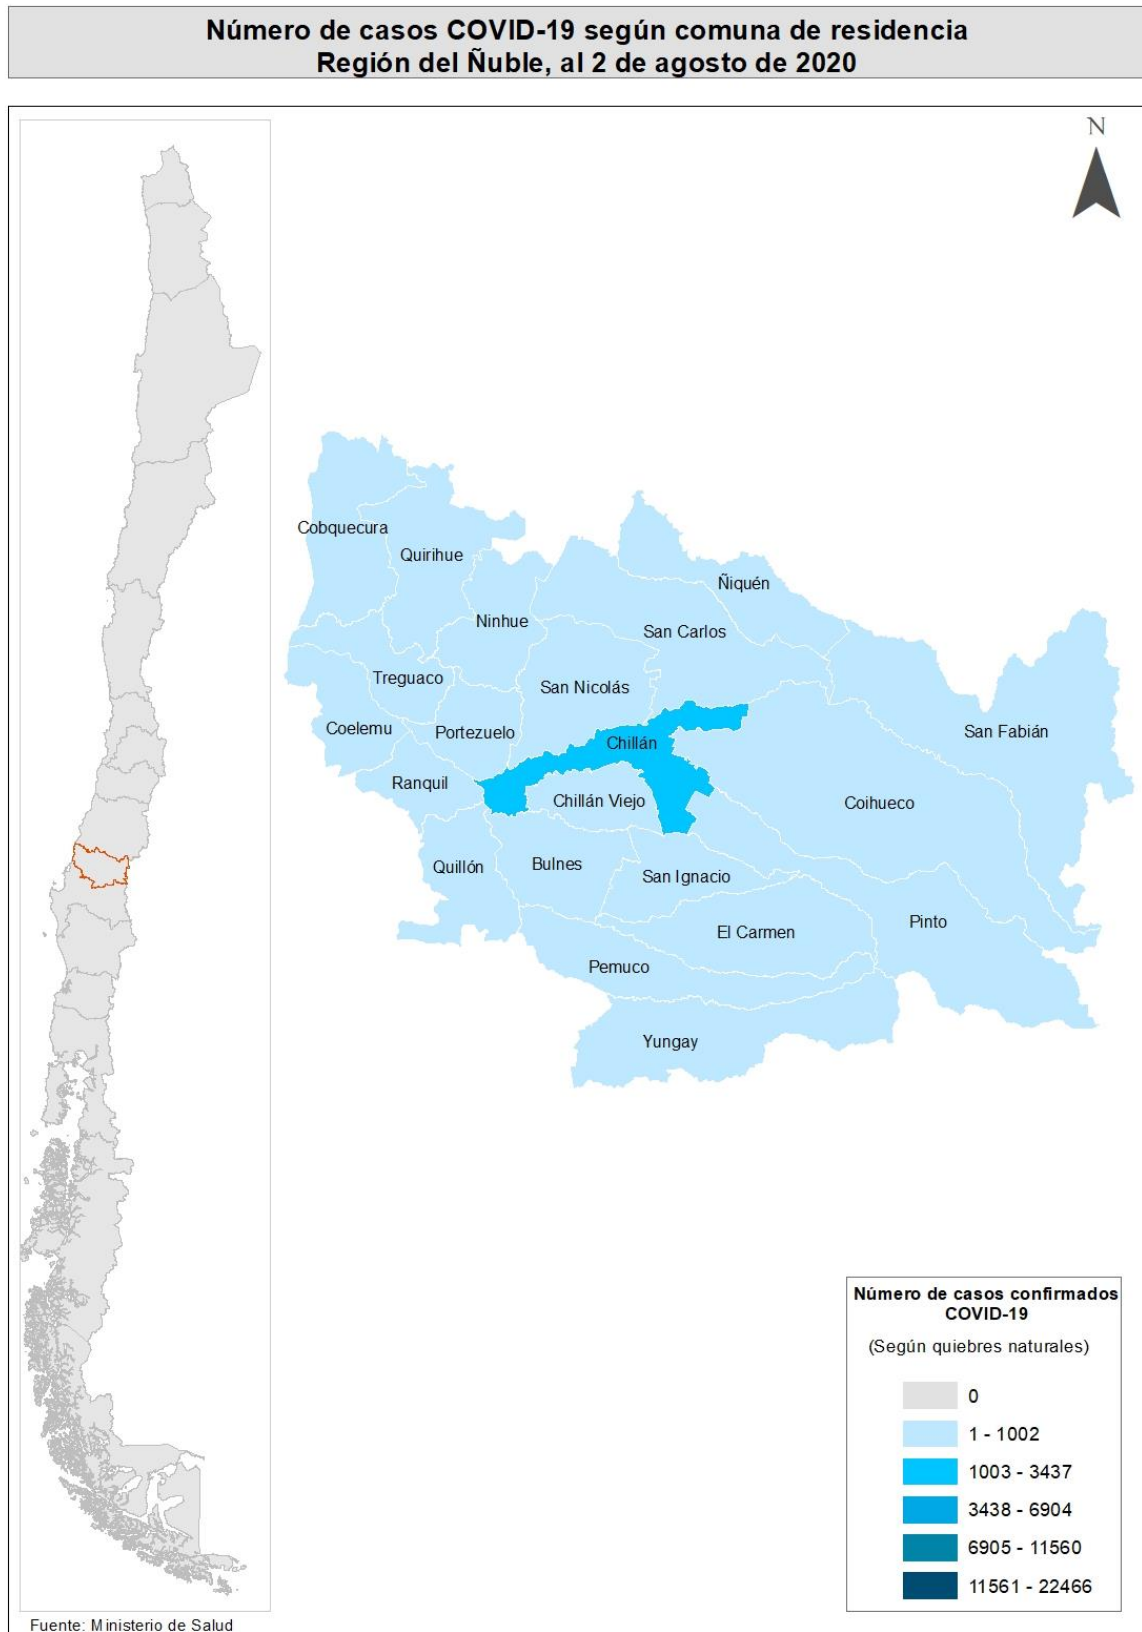 Número de casos COVID-19 según comuna de residencia
Región del Ñuble, al 2 de agosto de 2020
N
Cobquecura
Quirihue
Ñiquén
Ninhue
San Carlos
Treguaco
San Nicolás
Coelemu
Portezuelo
Chillán
San Fabián
Ranquil
Chillán Viejo
Coihueco
Quillón
Bulnes
San Ignacio
Pinto
El Carmen
Pemuco
Yungay
Número de casos confirmados
COVID-19
(Según quiebres naturales)
0
1 - 1002
1003 - 3437
3438 - 6904
6905 - 11560
11561 - 22466
Fuente: Ministerio de Salud